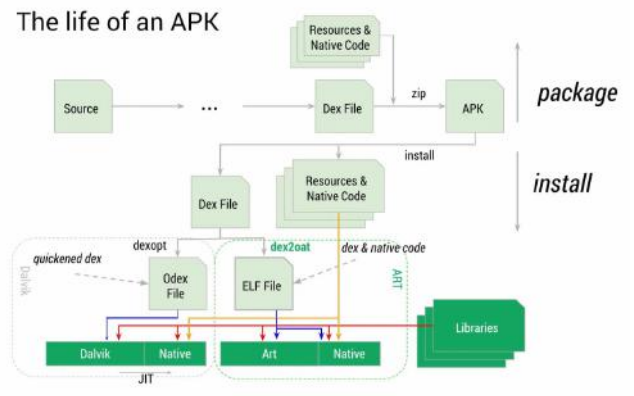 The life of an APK
Resources &
Native Code
Source
...
Dex File
zip
APK
package
install
install
Dex File
Resources &
Native Code
dexopt
dex2oat
dex & native code
quickened dex
Dalvik
Odex
File
ELF File
ART
Libraries
Dalvik
Native
Art
Native
JIT